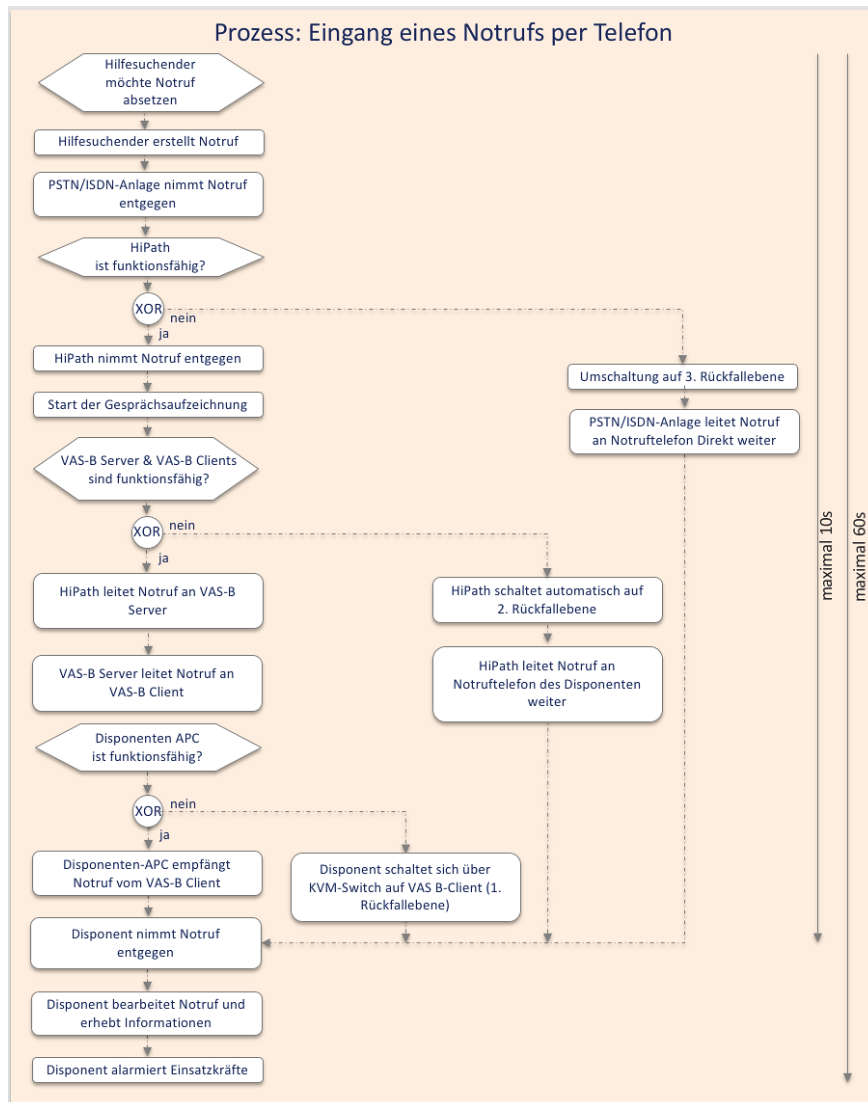 Prozess: Eingang eines Notrufs per Telefon
Hilfesuchender
möchte Notruf
absetzen
Hilfesuchender erstellt Notruf
PSTN/ISDN-Anlage nimmt Notruf
entgegen
HiPath
ist funktionsfähig?
XOR
nein
ja
HiPath nimmt Notruf entgegen
Umschaltung auf 3. Rückfallebene
Start der Gesprächsaufzeichnung
PSTN/ISDN-Anlage leitet Notruf
an Notruftelefon Direkt weiter
VAS-B Server & VAS-B Clients
sind funktionsfähig?
XOR
nein
ja
HiPath leitet Notruf an VAS-B
Server
HiPath schaltet automatisch auf
2. Rückfallebene
VAS-B Server leitet Notruf an
VAS-B Client
HiPath leitet Notruf an
Notruftelefon des Disponenten
weiter
Disponenten APC
ist funktionsfähig?
XOR
nein
ja
Disponenten-APC empfängt
Notruf vom VAS-B Client
Disponent schaltet sich über
KVM-Switch auf VAS B-Client (1.
Rückfallebene)
Disponent nimmt Notruf
entgegen
Disponent bearbeitet Notruf und
erhebt Informationen
Disponent alarmiert Einsatzkräfte
maximal 10s
maximal 60s